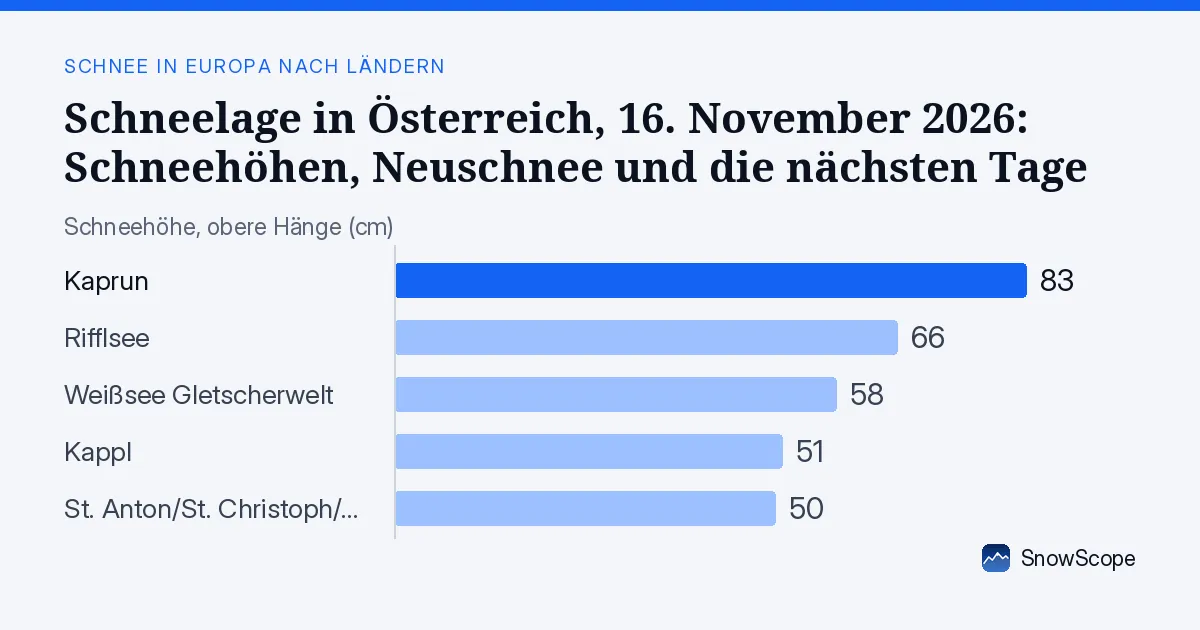 SCHNEE IN EUROPA NACH LÄNDERN
Schneelage in Österreich, 16. November 2026:
Schneehöhen, Neuschnee und die nächsten Tage
Schneehöhe, obere Hänge (cm)
Kaprun 83
Rifflsee 66
Weißsee Gletscherwelt 58
Kappl 51
St. Anton/St. Christoph/... 50
SnowScope